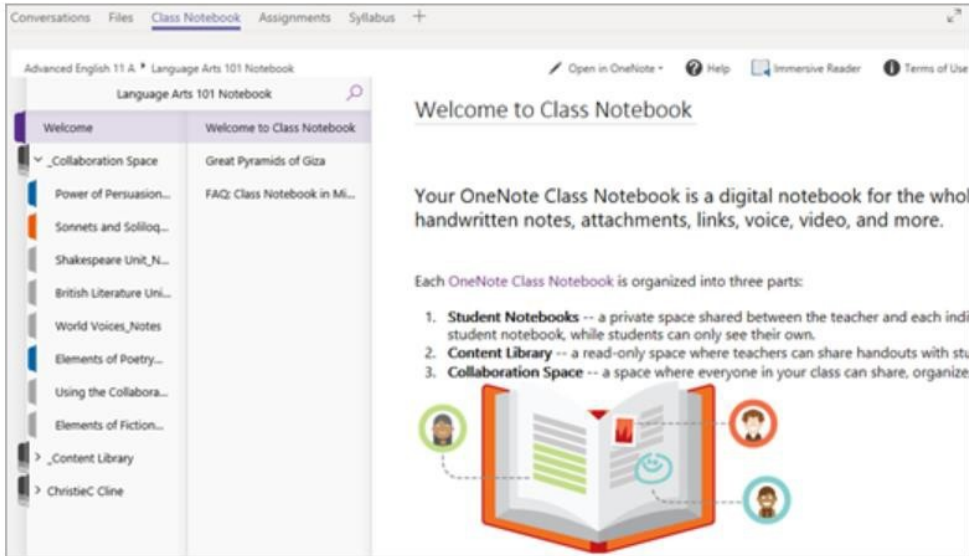 Conversations Files Class Notebook Assignments Syllabus +
Advanced English 11 A Language Arts 101 Notebook Open in OneNote Help Immersive Reader Terms of Use
Language Arts 101 Notebook
Welcome
_Collaboration Space
Power of Persuasion...
Sonnets and Soliloq...
Shakespeare Unit_N...
British Literature Uni...
World Voices_Notes
Elements of Poetry...
Using the Collabora...
Elements of Fiction...
_Content Library
ChristieC Cline
Welcome to Class Notebook
Great Pyramids of Giza
FAQ: Class Notebook in Mi...
Welcome to Class Notebook
Your OneNote Class Notebook is a digital notebook for the whol
handwritten notes, attachments, links, voice, video, and more.
Each OneNote Class Notebook is organized into three parts:
1. Student Notebooks -- a private space shared between the teacher and each indi
student notebook, while students can only see their own.
2. Content Library -- a read-only space where teachers can share handouts with stu
3. Collaboration Space -- a space where everyone in your class can share, organize